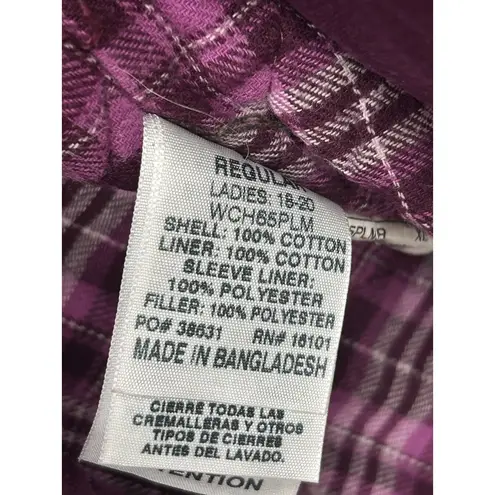 REGULAR
LADIES: 18-20
WCH65PLM
SHELL: 100% COTTON
LINER: 100% COTTON
SLEEVE LINER:
100% POLYESTER
FILLER: 100% POLYESTER
PO# 38631 RN# 16101
MADE IN BANGLADESH
CIERRE TODAS LAS
CREMALLERAS Y OTROS
TIPOS DE CIERRES
ANTES DEL LAVADO.